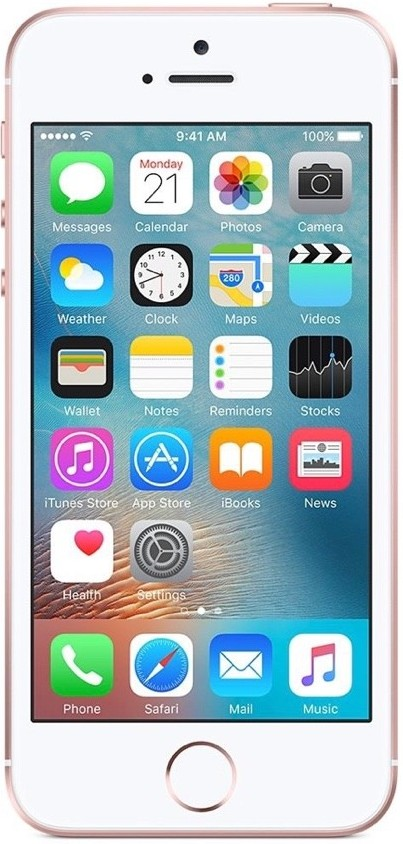 9:41 AM 100%
Monday
21
Messages Calendar Photos Camera
280
Weather Clock Maps Videos
Wallet Notes Reminders Stocks
iTunes Store App Store iBooks News
Health Settings
Phone Safari Mail Music